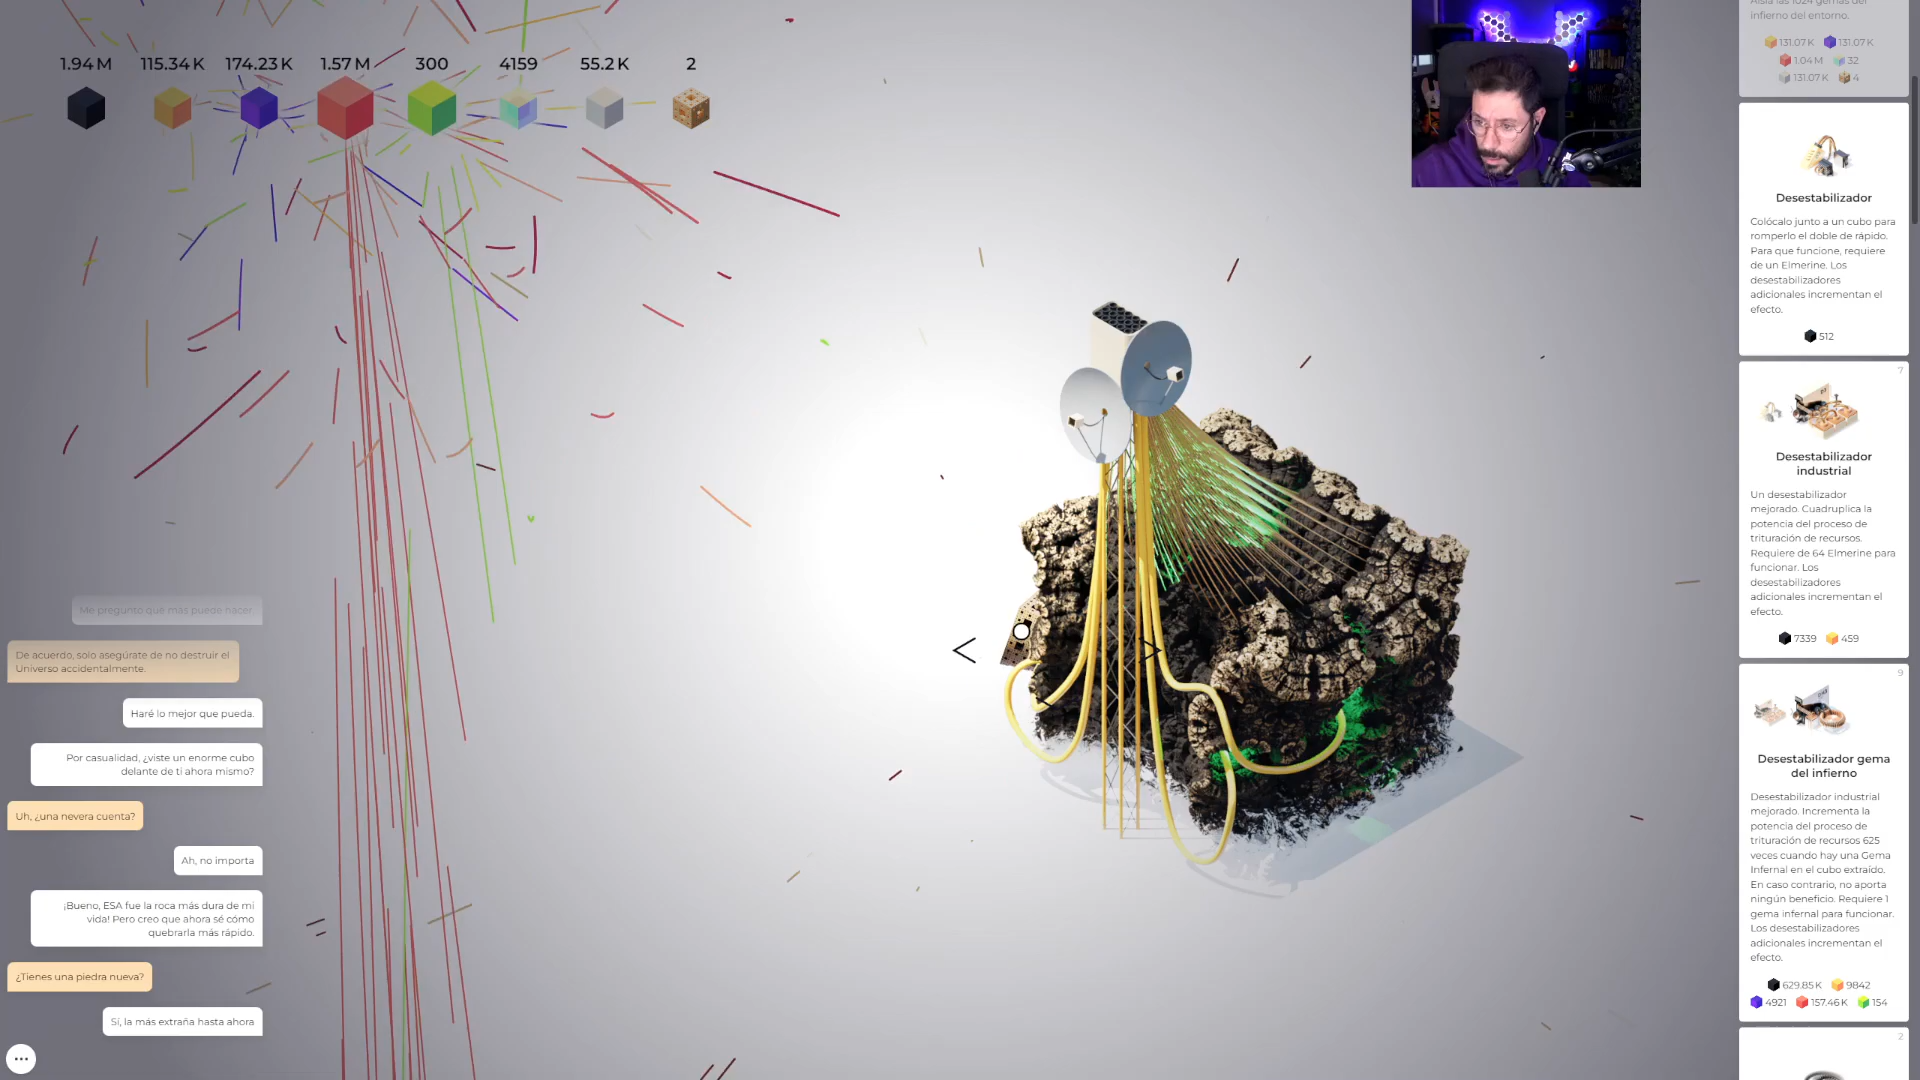 1.94 M
115.34 K
174.23 K
1.57 M
300
4159
55.2 K
2
Me pregunto qué más puede hacer
De acuerdo, solo asegúrate de no destruir el
Universo accidentalmente.
Haré lo mejor que pueda.
Por casualidad, ¿viste un enorme cubo
delante de ti ahora mismo?
Uh, ¿una nevera cuenta?
Ah, no importa
¡Bueno, ESA fue la roca más dura de mi
vida! Pero creo que ahora sé cómo
quebrarla más rápido.
¿Tienes una piedra nueva?
Sí, la más extraña hasta ahora
Aísla las 1024 gemas del
infierno del entorno.
131.07 K 131.07 K
1.04 M 32
131.07 K 4
Desestabilizador
Colócalo junto a un cubo para
romperlo el doble de rápido.
Para que funcione, requiere
de un Elmerine. Los
desestabilizadores
adicionales incrementan el
efecto.
512
7
Desestabilizador
industrial
Un desestabilizador
mejorado. Cuadruplica la
potencia del proceso de
trituración de recursos.
Requiere de 64 Elmerine para
funcionar. Los
desestabilizadores
adicionales incrementan el
efecto.
7339 459
9
Desestabilizador gema
del infierno
Desestabilizador industrial
mejorado. Incrementa la
potencia del proceso de
trituración de recursos 625
veces cuando hay una Gema
Infernal en el cubo extraído.
En caso contrario, no aporta
ningún beneficio. Requiere 1
gema infernal para funcionar.
Los desestabilizadores
adicionales incrementan el
efecto.
629.85 K 9842
4921 157.46 K 154
2